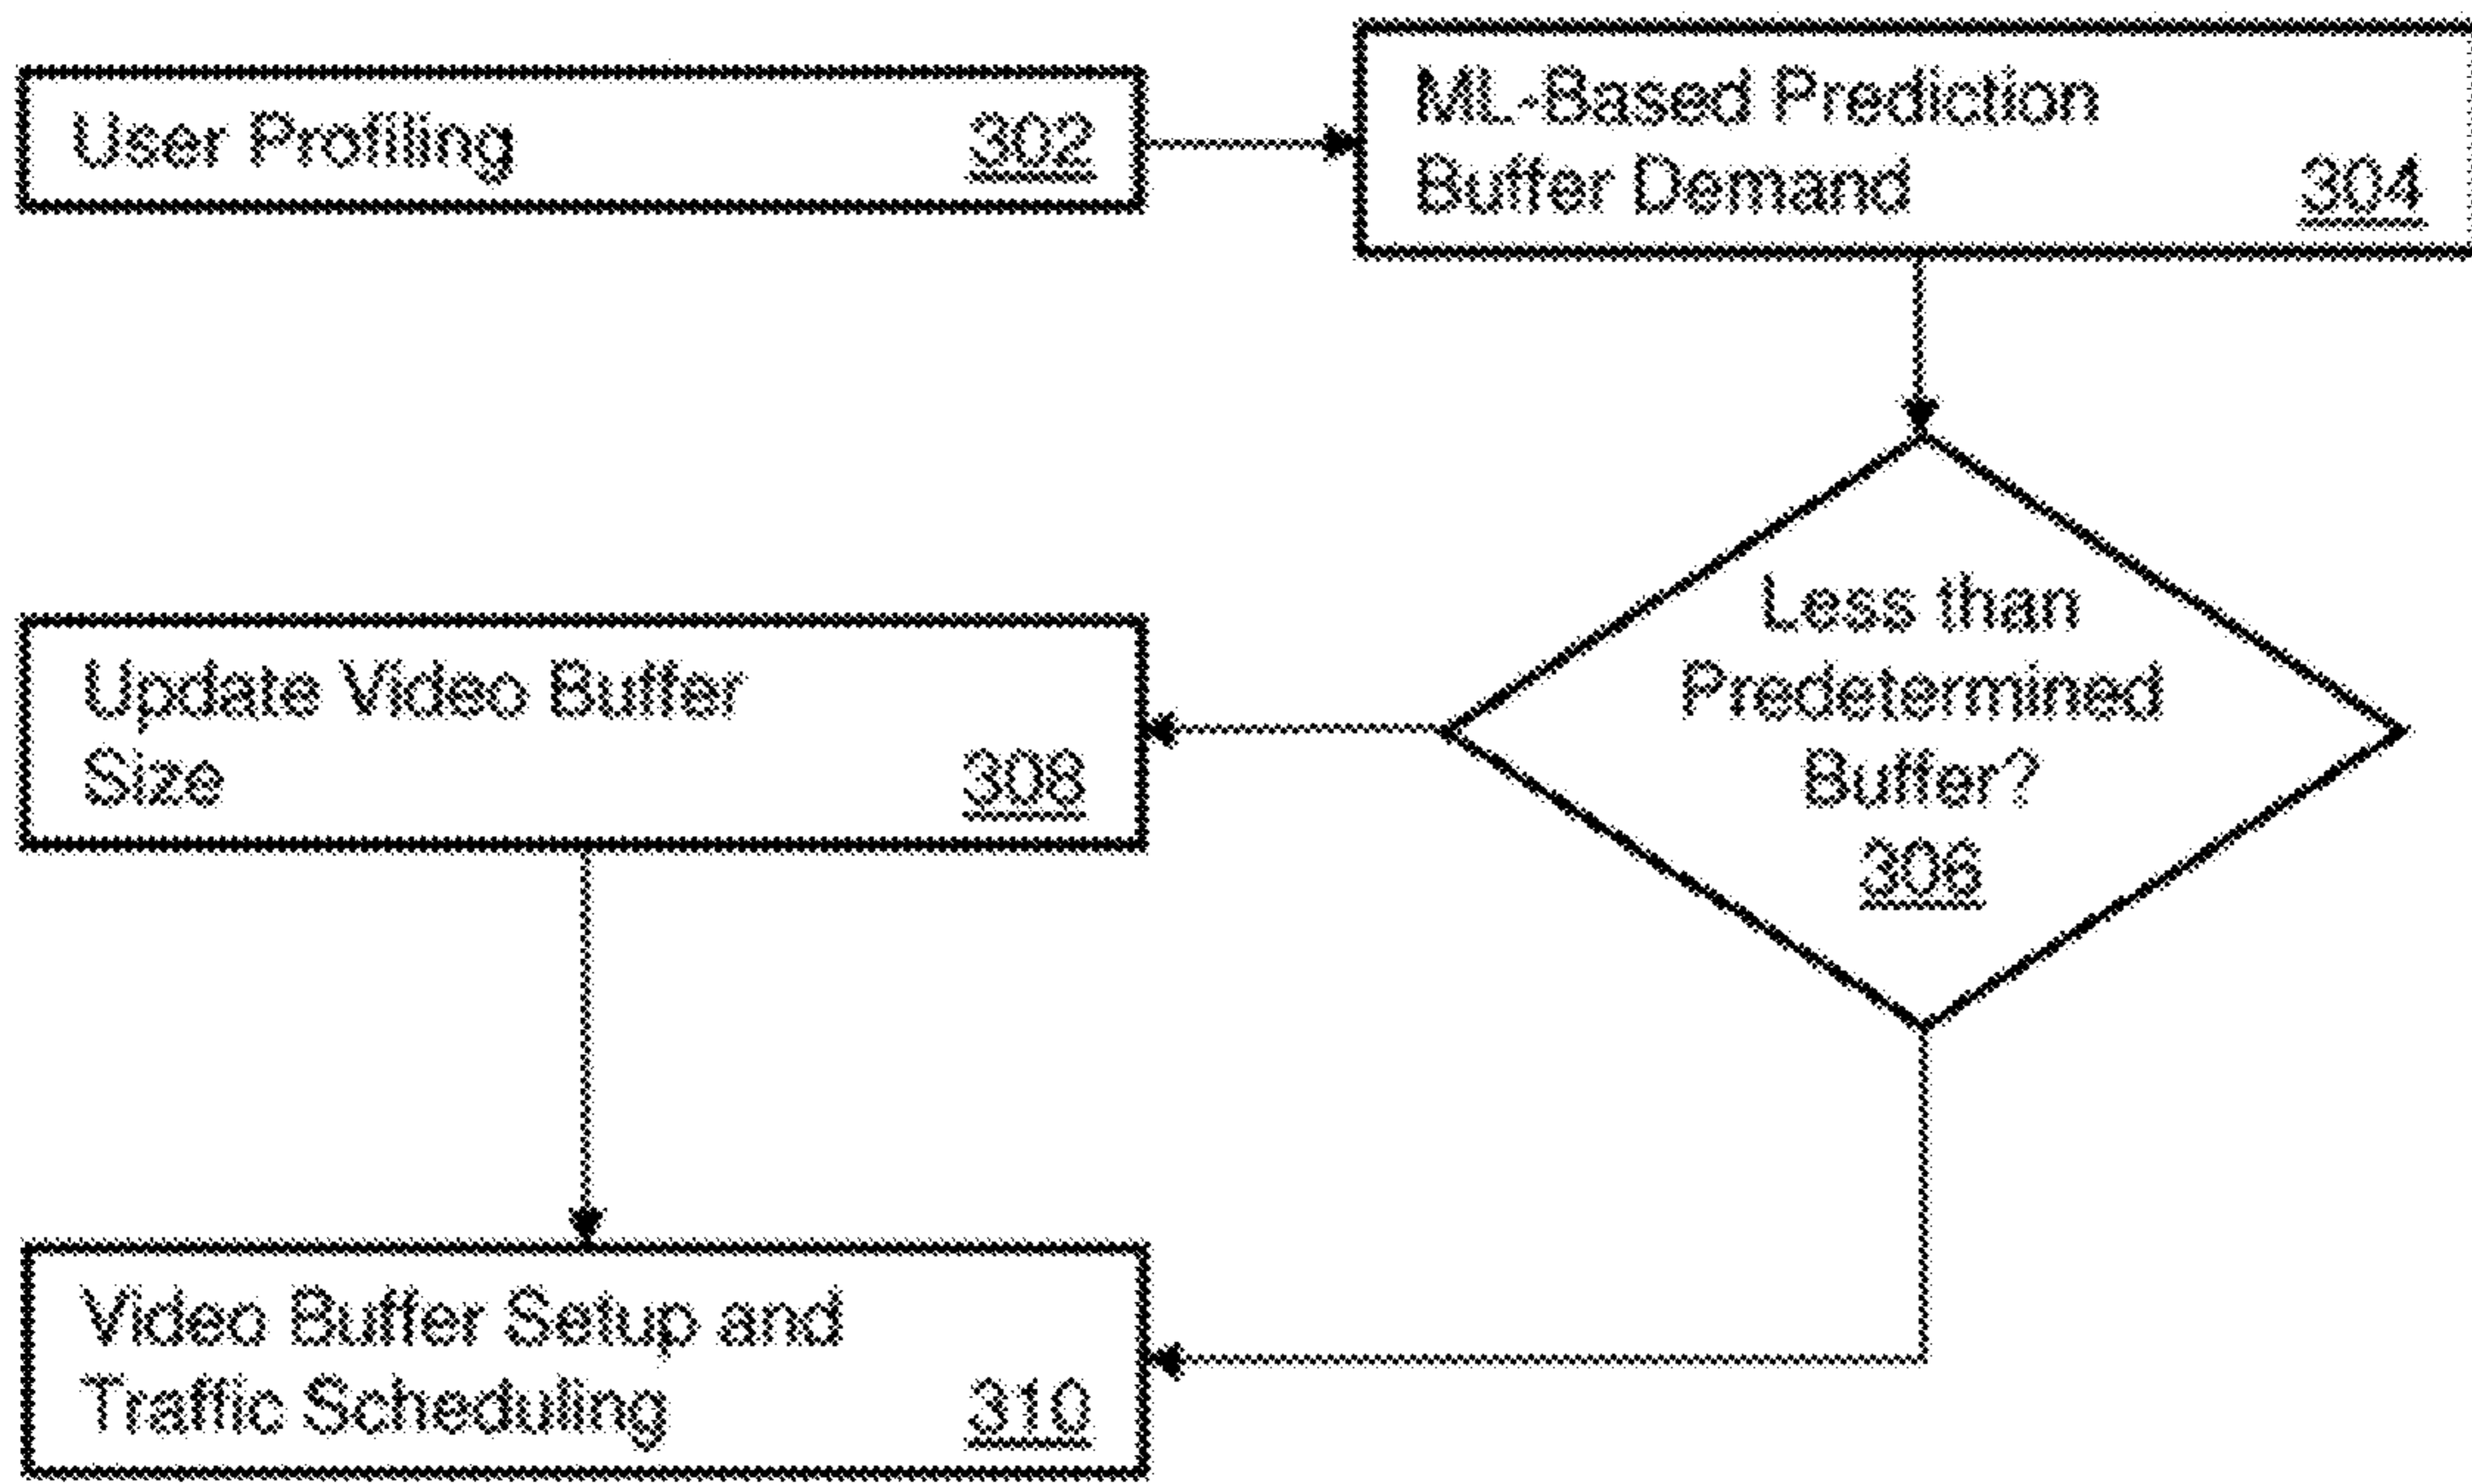 User Profiling 302
ML-Based Prediction
Buffer Demand 304
Less than
Predetermined
Buffer?
306
Update Video Buffer
Size 308
Video Buffer Setup and
Traffic Scheduling 310